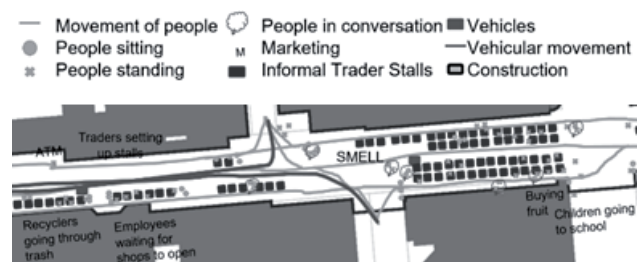 Movement of people
People in conversation
Vehicles
People sitting
M
Marketing
Vehicular movement
People standing
Informal Trader Stalls
Construction
ATM
Traders setting
up stalls
SMELL
Recyclers
going through
trash
Employees
waiting for
shops to open
Buying
fruit
Children going
to school